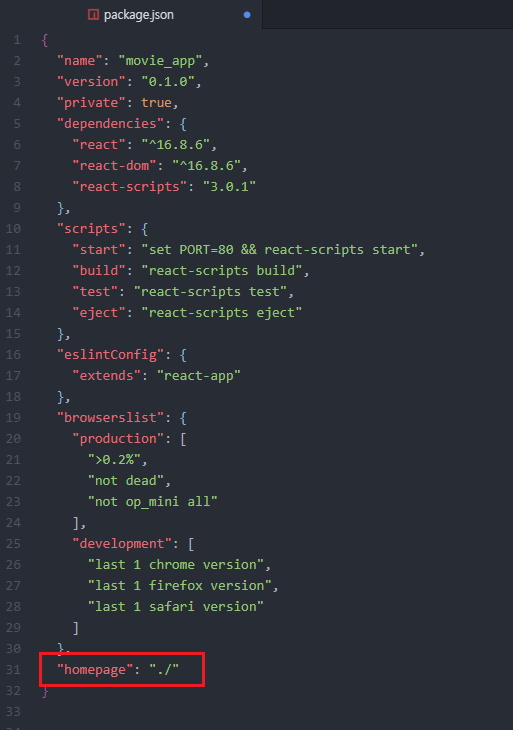 package.json
1 {
2 "name": "movie_app",
3 "version": "0.1.0",
4 "private": true,
5 "dependencies": {
6 "react": "^16.8.6",
7 "react-dom": "^16.8.6",
8 "react-scripts": "3.0.1"
9 },
10 "scripts": {
11 "start": "set PORT=80 && react-scripts start",
12 "build": "react-scripts build",
13 "test": "react-scripts test",
14 "eject": "react-scripts eject"
15 },
16 "eslintConfig": {
17 "extends": "react-app"
18 },
19 "browserslist": {
20 "production": [
21 ">0.2%",
22 "not dead",
23 "not op_mini all"
24 ],
25 "development": [
26 "last 1 chrome version",
27 "last 1 firefox version",
28 "last 1 safari version"
29 ]
30 },
31 "homepage": "./"
32 }
33